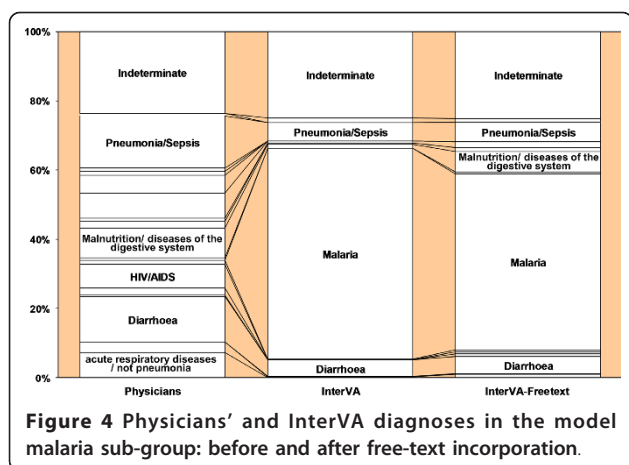 100%
Indeterminate
Indeterminate
Indeterminate
80%
Pneumonia/Sepsis
Pneumonia/Sepsis
Pneumonia/Sepsis
Malnutrition/ diseases of the
digestive system
60%
Malaria
Malaria
40%
Malnutrition/ diseases of the
digestive system
HIV/AIDS
20%
Diarrhoea
acute respiratory diseases
/ not pneumonia
Diarrhoea
Diarrhoea
0%
Physicians
InterVA
InterVA-Freetext
Figure 4 Physicians’ and InterVA diagnoses in the model
malaria sub-group: before and after free-text incorporation.